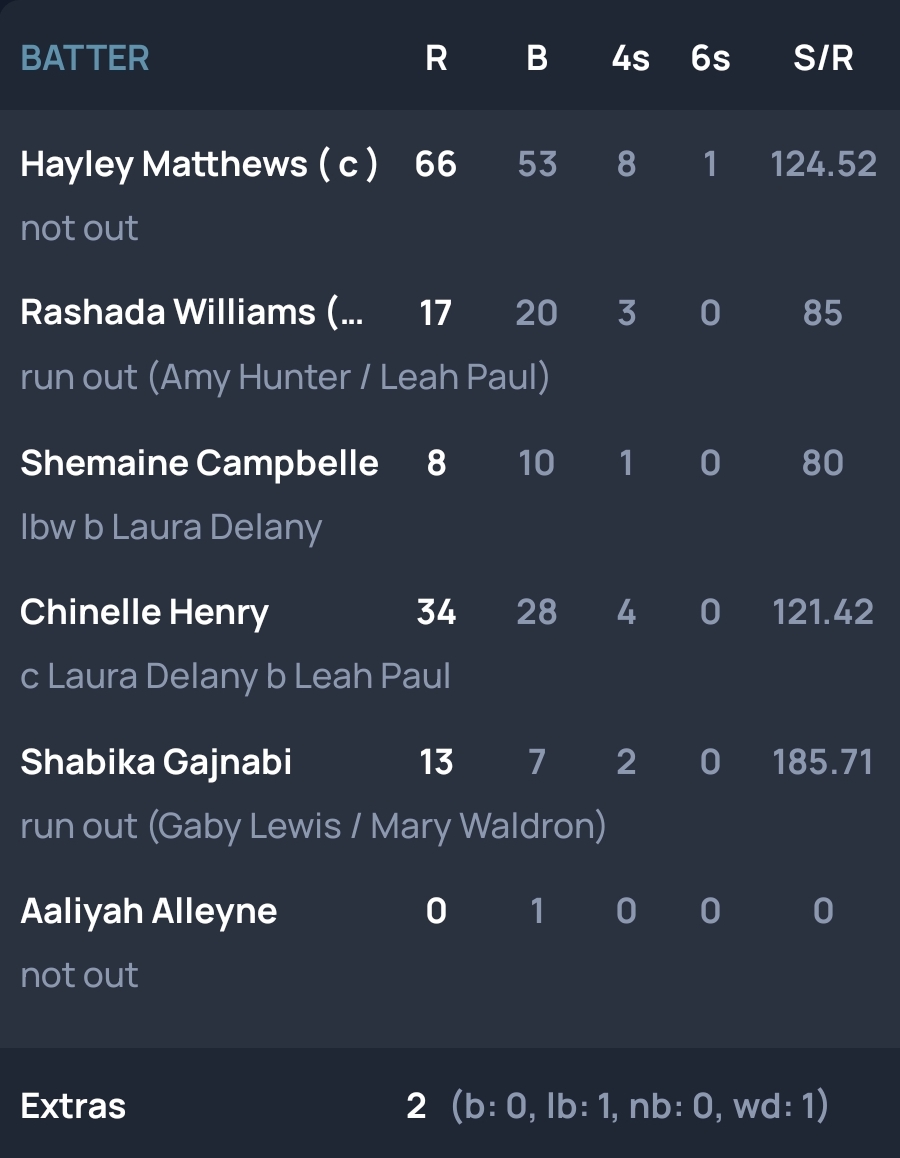 BATTER R B 4s 6s S/R
Hayley Matthews ( c ) 66 53 8 1 124.52
not out
Rashada Williams (... 17 20 3 0 85
run out (Amy Hunter / Leah Paul)
Shemaine Campbelle 8 10 1 0 80
lbw b Laura Delany
Chinelle Henry 34 28 4 0 121.42
c Laura Delany b Leah Paul
Shabika Gajnabi 13 7 2 0 185.71
run out (Gaby Lewis / Mary Waldron)
Aaliyah Alleyne 0 1 0 0 0
not out
Extras 2 (b: 0, lb: 1, nb: 0, wd: 1)